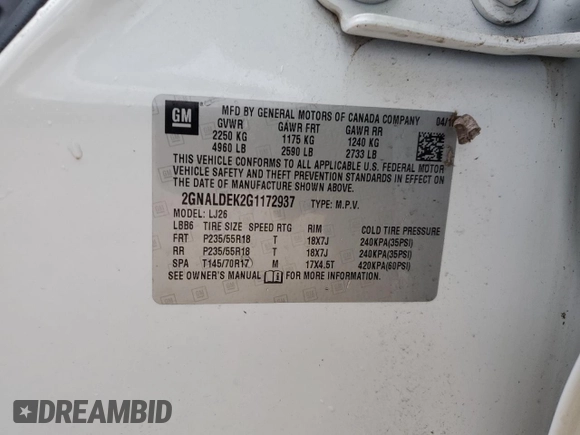 GM
MFD BY GENERAL MOTORS OF CANADA COMPANY 04/1
GVWR GAWR FRT GAWR RR
2250 KG 1175 KG 1240 KG
4960 LB 2590 LB 2733 LB
THIS VEHICLE CONFORMS TO ALL APPLICABLE U.S. FEDERAL MOTOR
VEHICLE SAFETY AND THEFT PREVENTION STANDARDS IN EFFECT ON
THE DATE OF MANUFACTURE SHOWN ABOVE.
2GNALDEK2G1172937 TYPE: M.P.V.
MODEL: LJ26
LBB6 TIRE SIZE SPEED RTG RIM COLD TIRE PRESSURE
FRT P235/55R18 T 18X7J 240KPA(35PSI)
RR P235/55R18 T 18X7J 240KPA(35PSI)
SPA T145/70R17 M 17X4.5T 420KPA(60PSI)
SEE OWNER'S MANUAL FOR MORE INFORMATION.
DREAMBID